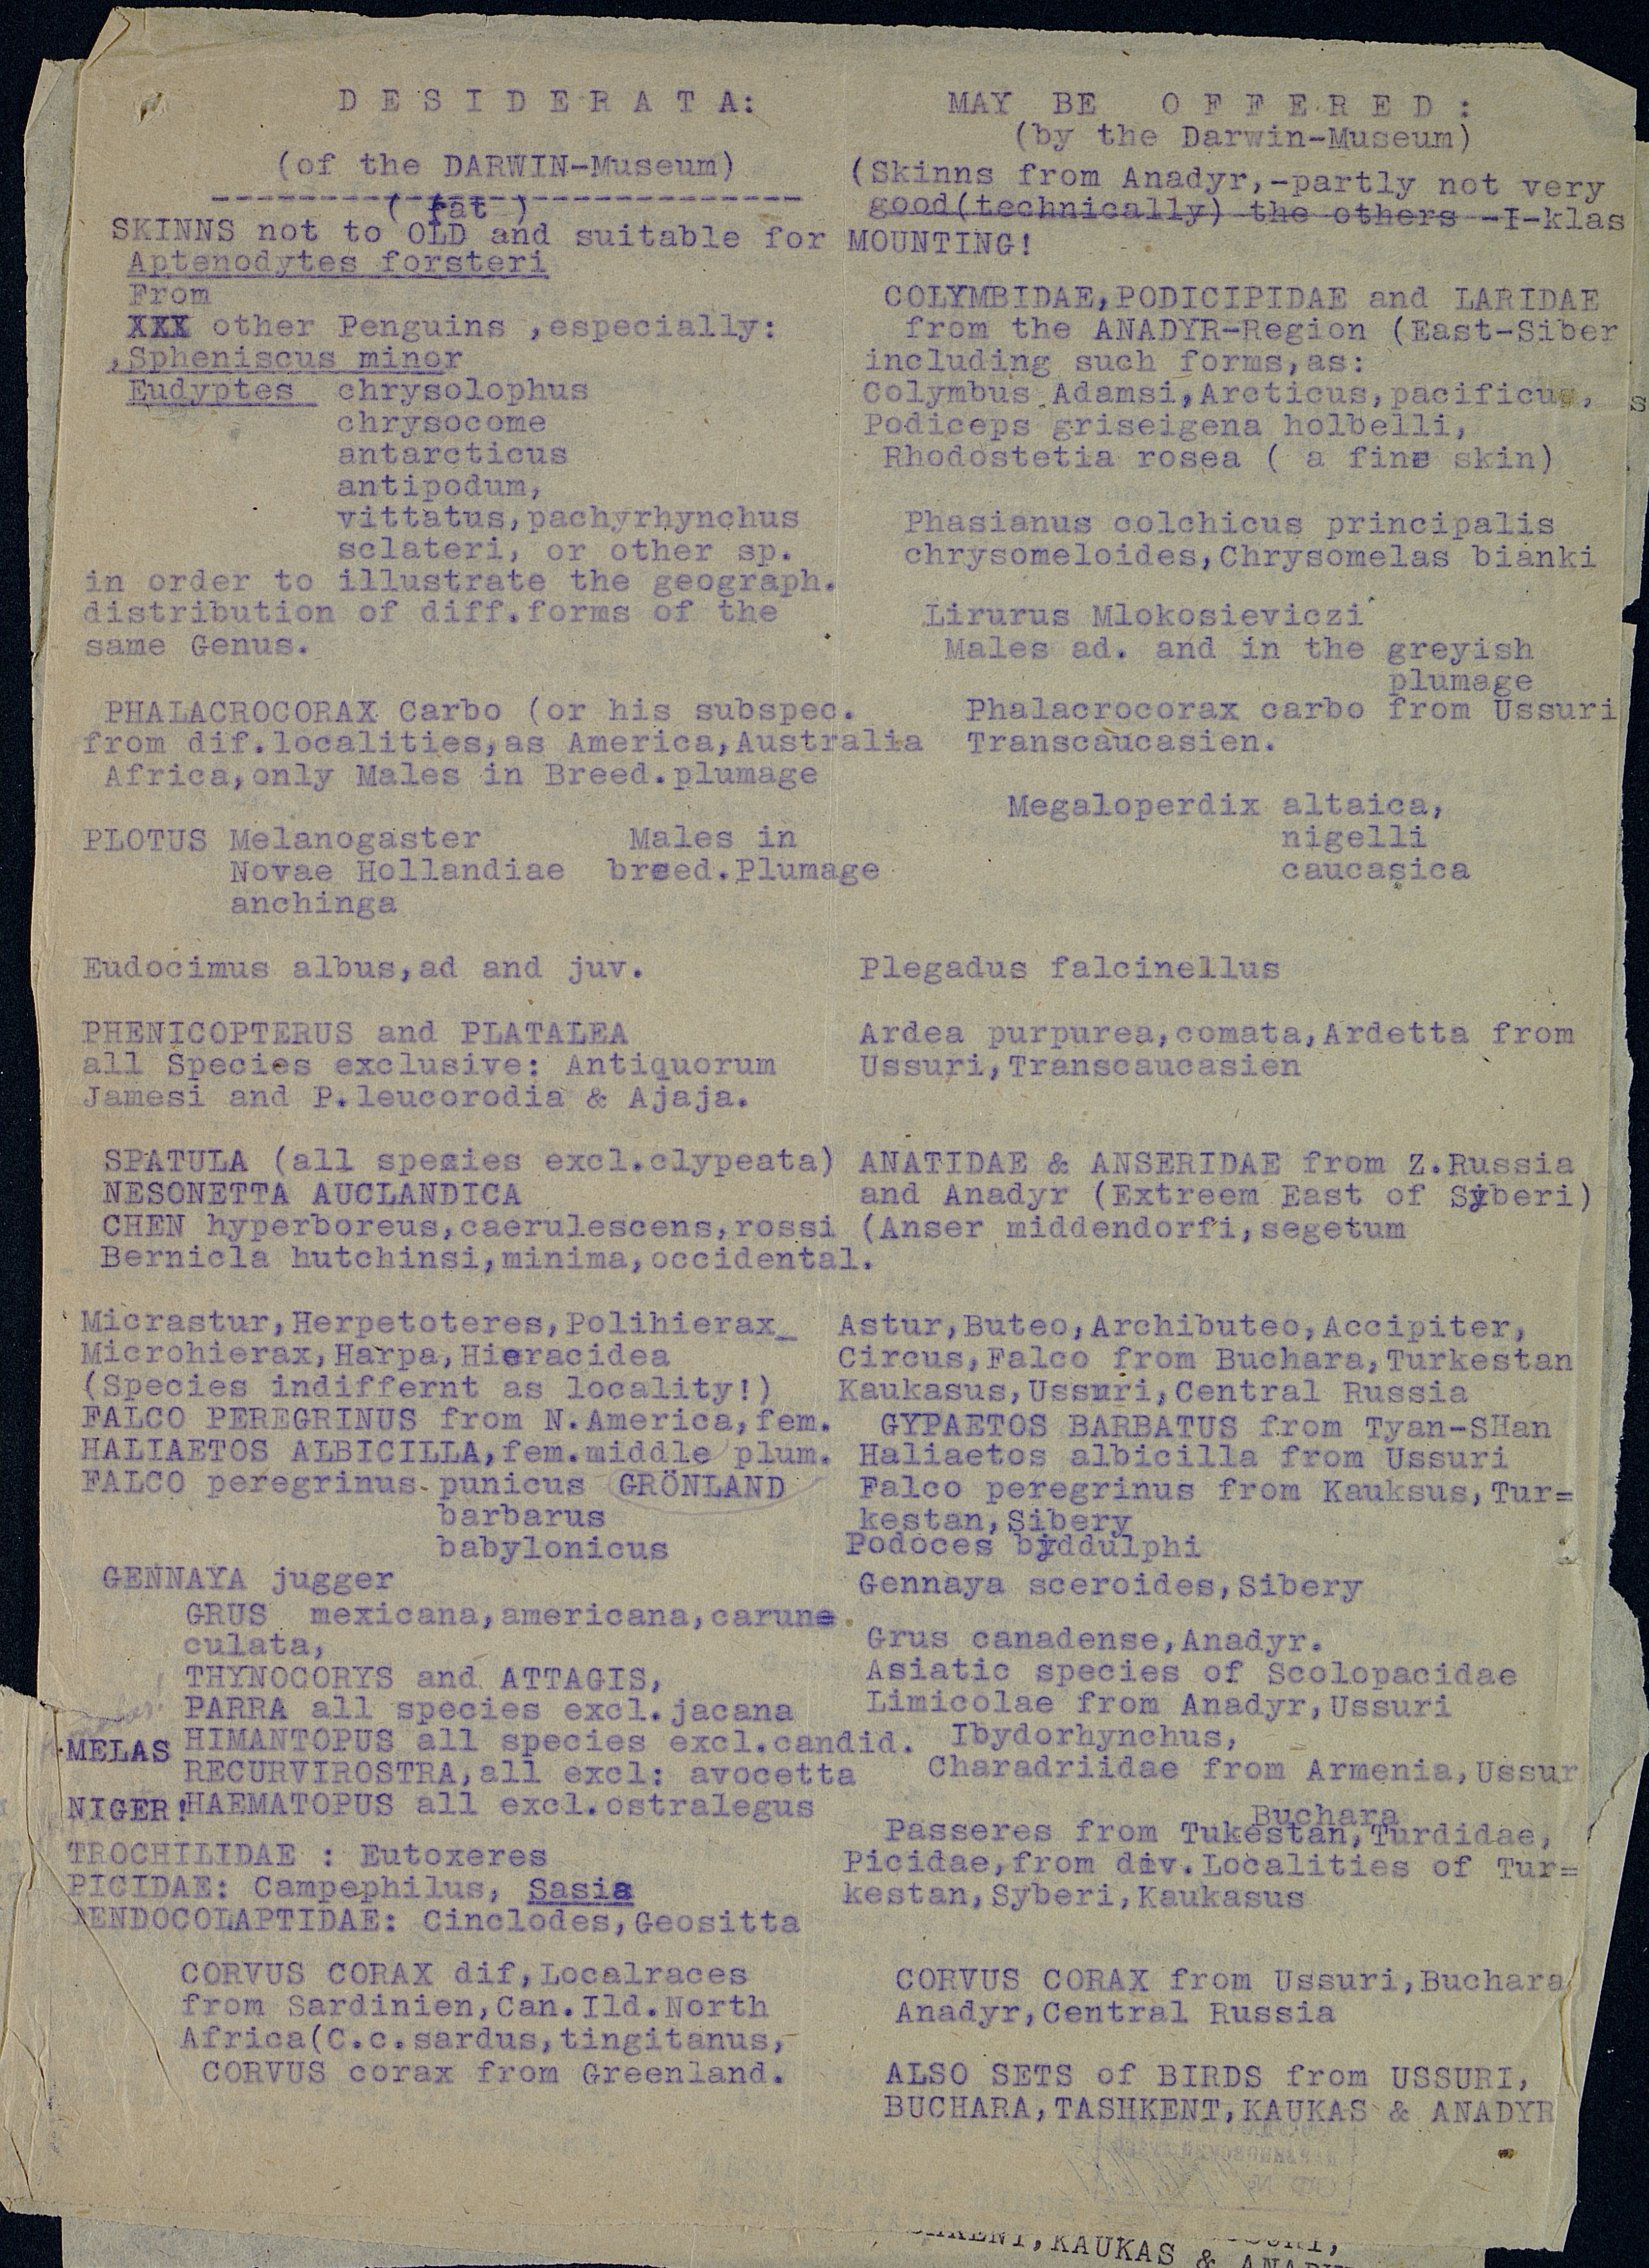 D E S I D E R A T A:
(of the DARWIN-Museum)
-----------------------------
( fat )
SKINNS not to OLD and suitable for MOUNTING!
Aptenodytes forsteri
From
XXX other Penguins ,especially:
,Spheniscus minor
Eudyptes chrysolophus
chrysocome
antarcticus
antipodum,
vittatus,pachyrhynchus
sclateri, or other sp.
in order to illustrate the geograph.
distribution of diff.forms of the
same Genus.
PHALACROCORAX Carbo (or his subspec.
from dif.localities,as America,Australia
Africa,only Males in Breed.plumage
PLOTUS Melanogaster Males in
Novae Hollandiae breed.Plumage
anchinga
Eudocimus albus,ad and juv.
PHENICOPTERUS and PLATALEA
all Species exclusive: Antiquorum
Jamesi and P.leucorodia & Ajaja.
SPATULA (all spezies excl.clypeata)
NESONETTA AUCLANDICA
CHEN hyperboreus,caerulescens,rossi
Bernicla hutchinsi,minima,occidental.
Micrastur,Herpetoteres,Polihierax_
Microhierax,Harpa,Hieracidea
(Species indiffernt as locality!)
FALCO PEREGRINUS from N.America,fem.
HALIAETOS ALBICILLA,fem.middle plum.
FALCO peregrinus-punicus GRÖNLAND
barbarus
babylonicus
GENNAYA jugger
GRUS mexicana,americana,carune
culata,
THYNOCORYS and ATTAGIS,
PARRA all species excl.jacana
MELAS HIMANTOPUS all species excl.candid.
RECURVIROSTRA,all excl: avocetta
NIGER!HAEMATOPUS all excl.ostralegus
TROCHILIDAE : Eutoxeres
PICIDAE: Campephilus, Sasia
DENDOCOLAPTIDAE: Cinclodes,Geositta
CORVUS CORAX dif,Localraces
from Sardinien,Can.Ild.North
Africa(C.c.sardus,tingitanus,
CORVUS corax from Greenland.
MAY BE O F F E R E D :
(by the Darwin-Museum)
(Skinns from Anadyr,-partly not very
good(technically) the others -I-klas
COLYMBIDAE,PODICIPIDAE and LARIDAE
from the ANADYR-Region (East-Siber
including such forms,as:
Colymbus Adamsi,Arcticus,pacificus,
Podiceps griseigena holbelli,
Rhodostetia rosea ( a fine skin)
Phasianus colchicus principalis
chrysomeloides,Chrysomelas bianki
Lirurus Mlokosieviczi
Males ad. and in the greyish
plumage
Phalacrocorax carbo from Ussuri
Transcaucasien.
Megaloperdix altaica,
nigelli
caucasica
Plegadus falcinellus
Ardea purpurea,comata,Ardetta from
Ussuri,Transcaucasien
ANATIDAE & ANSERIDAE from Z.Russia
and Anadyr (Extreem East of Syberi)
(Anser middendorfi,segetum
Astur,Buteo,Archibuteo,Accipiter,
Circus,Falco from Buchara,Turkestan
Kaukasus,Ussuri,Central Russia
GYPAETOS BARBATUS from Tyan-SHan
Haliaetos albicilla from Ussuri
Falco peregrinus from Kauksus,Tur=
kestan,Sibery
Podoces byddulphi
Gennaya sceroides,Sibery
Grus canadense,Anadyr.
Asiatic species of Scolopacidae
Limicolae from Anadyr,Ussuri
Ibydorhynchus,
Charadriidae from Armenia,Ussur
Buchara
Passeres from Tukestan,Turdidae,
Picidae,from div.Localities of Tur=
kestan,Syberi,Kaukasus
CORVUS CORAX from Ussuri,Buchara
Anadyr,Central Russia
ALSO SETS of BIRDS from USSURI,
BUCHARA,TASHKENT,KAUKAS & ANADYR
KAUKAS &